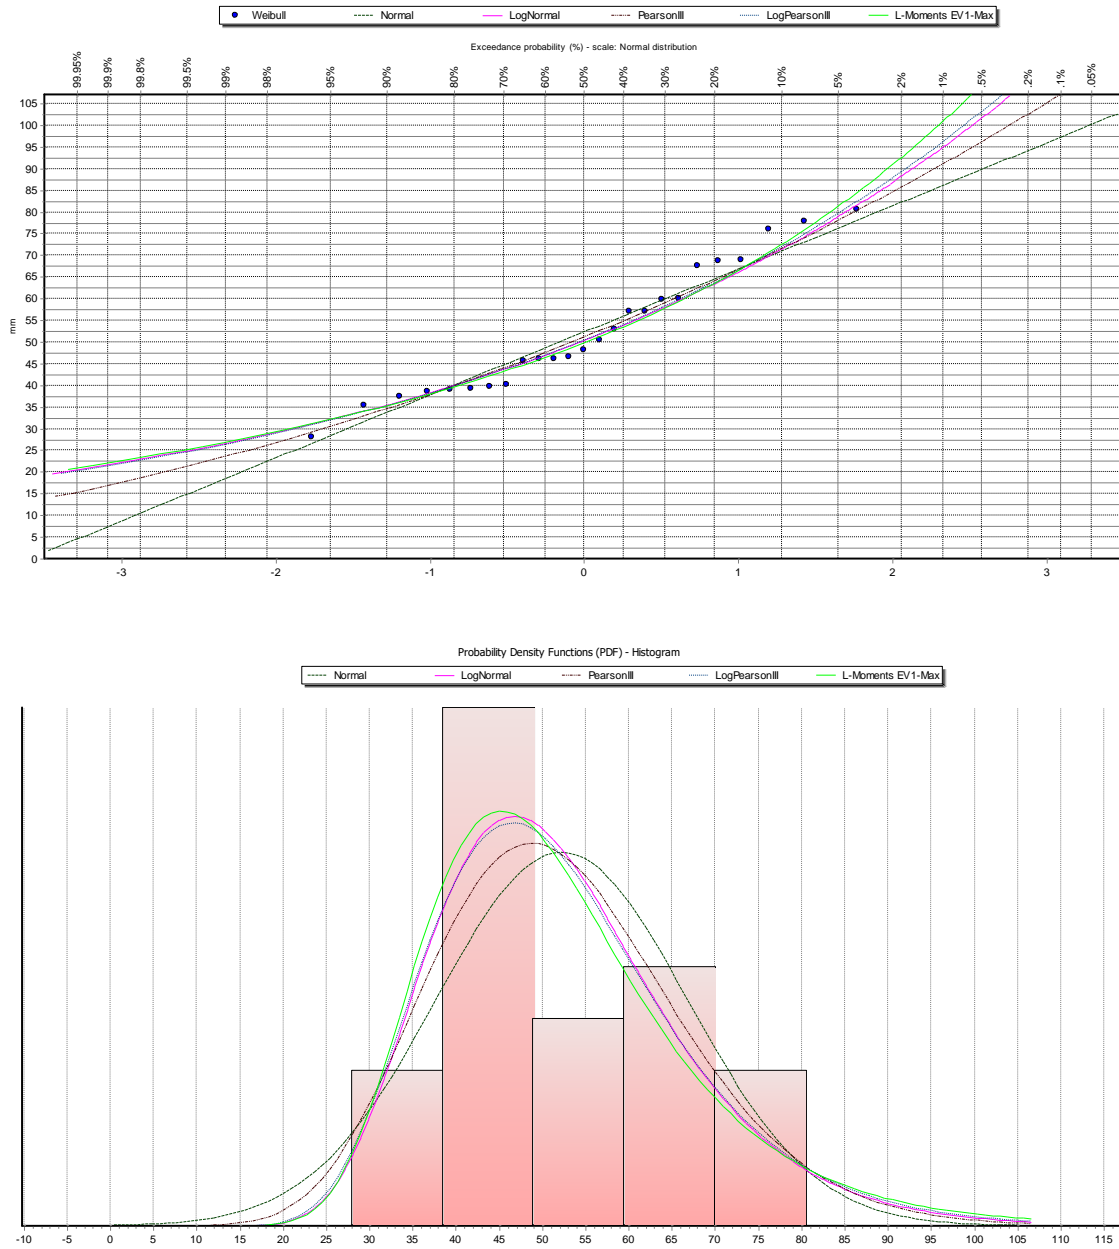 Weibull Normal LogNormal PearsonIII LogPearsonIII L-Moments EV1-Max
Exceedance probability (%) - scale: Normal distribution
99.95% 99.9% 99.8% 99.5% 99% 98% 95% 90% 80% 70% 60% 50% 40% 30% 20% 10% 5% 2% 1% .5% .2% .1% .05%
105
100
95
90
85
80
75
70
65
60
55
mm
50
45
40
35
30
25
20
15
10
5
0
-3 -2 -1 0 1 2 3
Probability Density Functions (PDF) - Histogram
Normal LogNormal PearsonIII LogPearsonIII L-Moments EV1-Max
-10 -5 0 5 10 15 20 25 30 35 40 45 50 55 60 65 70 75 80 85 90 95 100 105 110 115